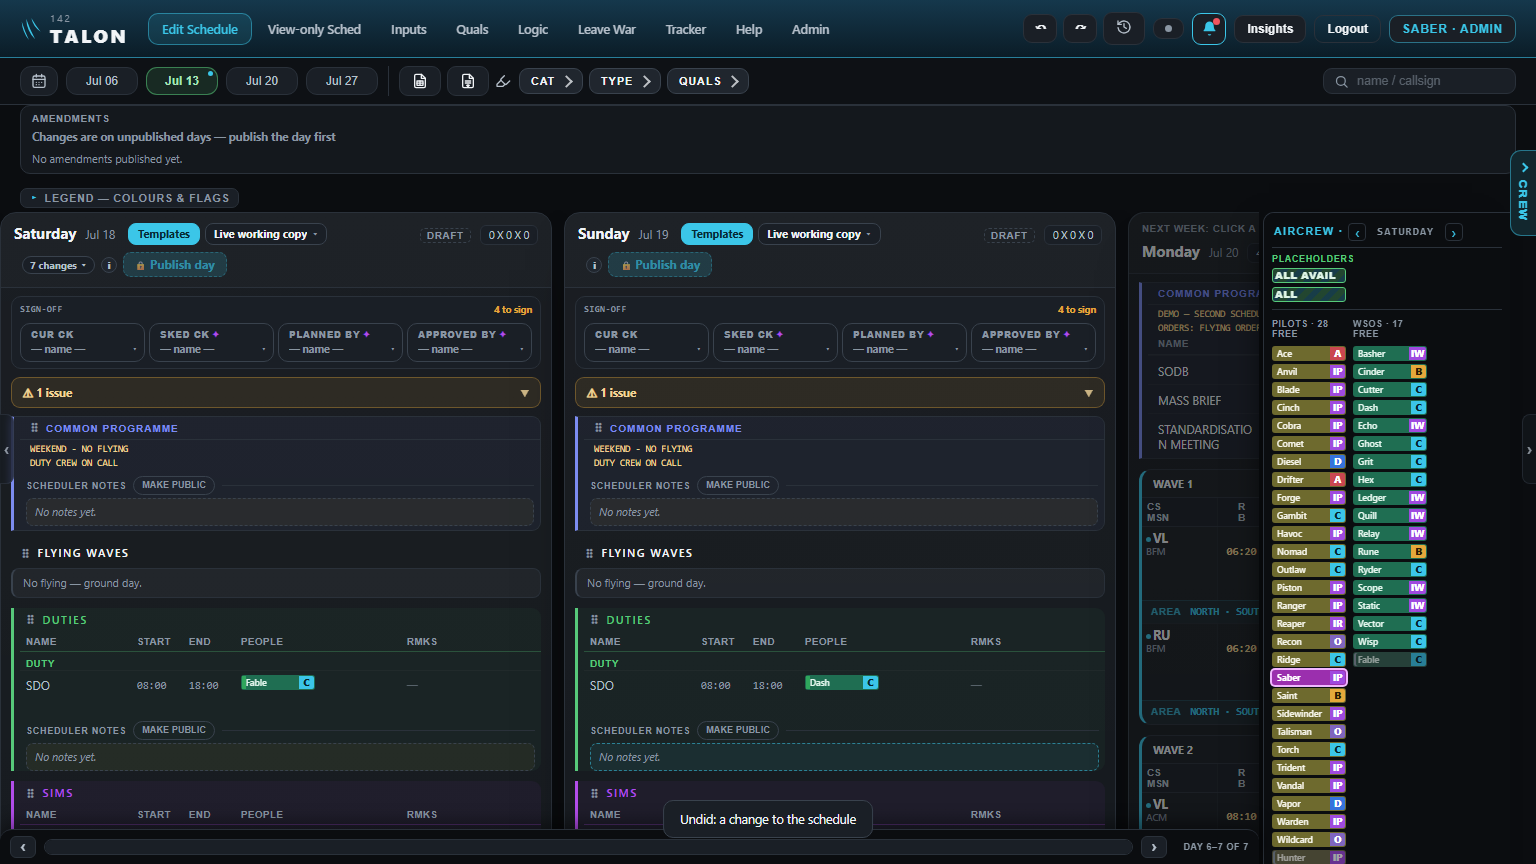 142
TALON
Edit Schedule
View-only Sched
Inputs
Quals
Logic
Leave War
Tracker
Help
Admin
Insights
Logout
SABER · ADMIN
Jul 06
Jul 13
Jul 20
Jul 27
CAT
TYPE
QUALS
name / callsign
AMENDMENTS
Changes are on unpublished days — publish the day first
No amendments published yet.
LEGEND — COLOURS & FLAGS
CREW
Saturday Jul 18
Templates
Live working copy
DRAFT
0X0X0
7 changes
i
Publish day
SIGN-OFF
4 to sign
CUR CK
— name —
SKED CK
— name —
PLANNED BY
— name —
APPROVED BY
— name —
1 issue
COMMON PROGRAMME
WEEKEND - NO FLYING
DUTY CREW ON CALL
SCHEDULER NOTES
MAKE PUBLIC
No notes yet.
FLYING WAVES
No flying — ground day.
DUTIES
NAME START END PEOPLE RMKS
DUTY
SDO 08:00 18:00 Fable C —
SCHEDULER NOTES
MAKE PUBLIC
No notes yet.
SIMS
NAME START END PEOPLE RMKS
Sunday Jul 19
Templates
Live working copy
DRAFT
0X0X0
i
Publish day
SIGN-OFF
4 to sign
CUR CK
— name —
SKED CK
— name —
PLANNED BY
— name —
APPROVED BY
— name —
1 issue
COMMON PROGRAMME
WEEKEND - NO FLYING
DUTY CREW ON CALL
SCHEDULER NOTES
MAKE PUBLIC
No notes yet.
FLYING WAVES
No flying — ground day.
DUTIES
NAME START END PEOPLE RMKS
DUTY
SDO 08:00 18:00 Dash C —
SCHEDULER NOTES
MAKE PUBLIC
No notes yet.
SIMS
NAME START END PEOPLE RMKS
NEXT WEEK: CLICK A
Monday Jul 20
COMMON PROGRA
DEMO — SECOND SCHEDU
ORDERS: FLYING ORDER
NAME
SODB
MASS BRIEF
STANDARDISATIO
N MEETING
WAVE 1
CS R
MSN B
VL
BFM 06:20
AREA NORTH · SOUT
RU
BFM 06:20
AREA NORTH · SOUT
WAVE 2
CS R
MSN B
VL
ACM 08:10
AIRCREW ·
SATURDAY
PLACEHOLDERS
ALL AVAIL
ALL
PILOTS · 28
FREE
WSOS · 17
FREE
Ace A
Anvil IP
Blade IP
Cinch IP
Cobra IP
Comet IP
Diesel D
Drifter A
Forge IP
Gambit C
Havoc IP
Nomad C
Outlaw C
Piston IP
Ranger IP
Reaper IR
Recon O
Ridge C
Saber IP
Saint B
Sidewinder IP
Talisman O
Torch C
Trident IP
Vandal IP
Vapor D
Warden IP
Wildcard O
Hunter IP
Basher IW
Cinder B
Cutter C
Dash C
Echo IW
Ghost C
Grit C
Hex C
Ledger IW
Quill IW
Relay IW
Rune B
Ryder C
Scope IW
Static IW
Vector C
Wisp C
Fable C
Undid: a change to the schedule
DAY 6–7 OF 7